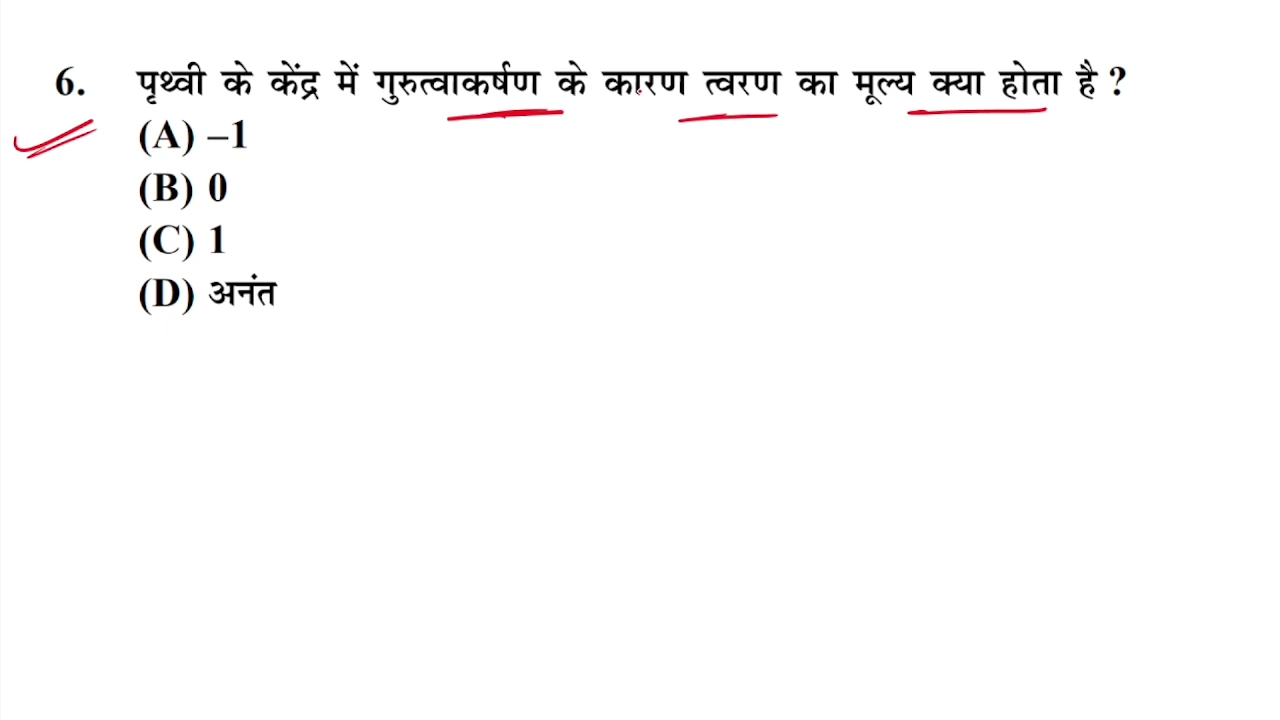 6. पृथ्वी के केंद्र में गुरुत्वाकर्षण के कारण त्वरण का मूल्य क्या होता है ?
(A) –1
(B) 0
(C) 1
(D) अनंत